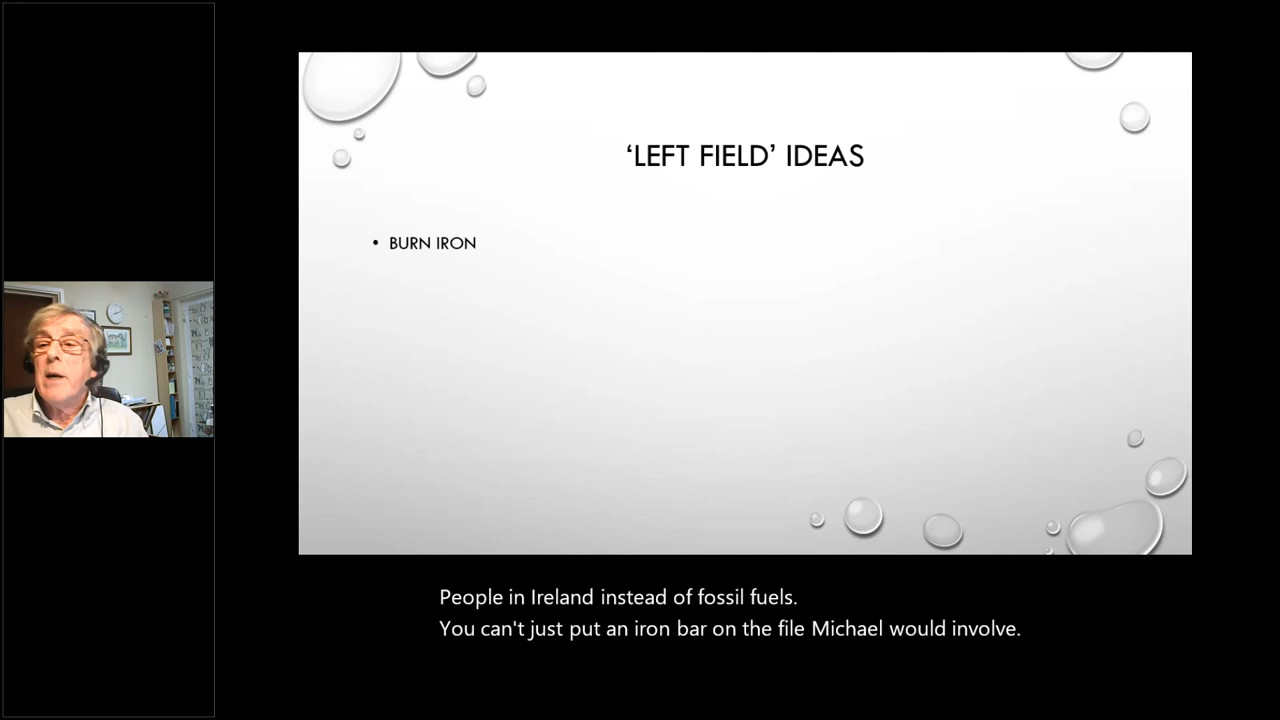 ‘LEFT FIELD’ IDEAS
• BURN IRON
People in Ireland instead of fossil fuels.
You can't just put an iron bar on the file Michael would involve.